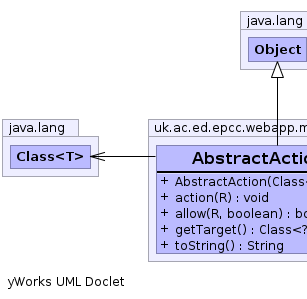 java.lang
Object
java.lang
Class<T>
uk.ac.ed.epcc.webapp.m
AbstractActi
+ AbstractAction(Class<
+ action(R) : void
+ allow(R, boolean) : bo
+ getTarget() : Class<?
+ toString() : String
yWorks UML Doclet